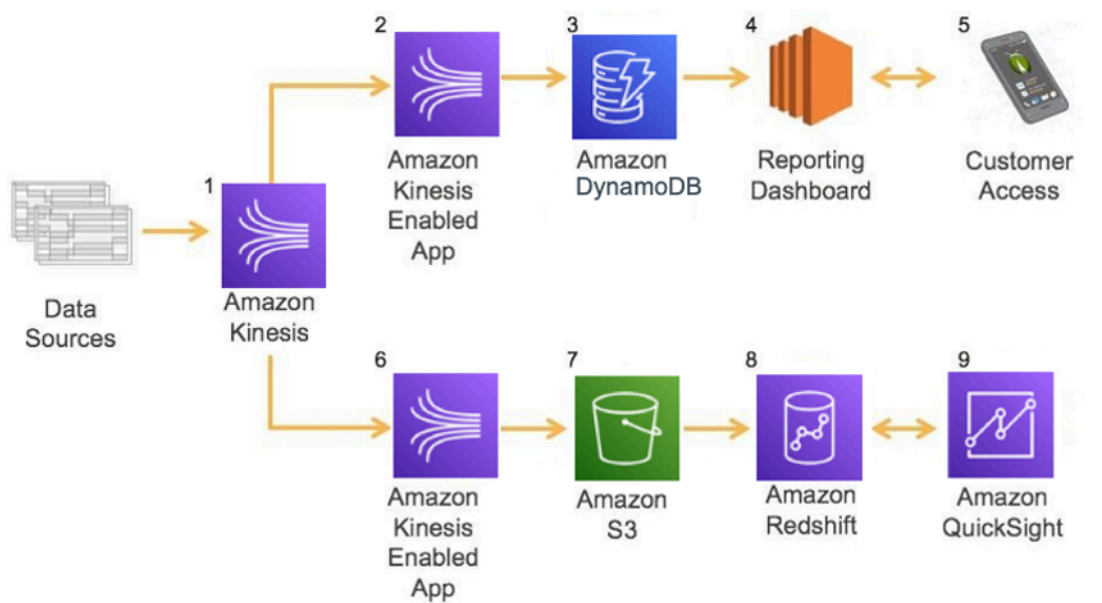 Data
Sources
1
Amazon
Kinesis
2
Amazon
Kinesis
Enabled
App
3
Amazon
DynamoDB
4
Reporting
Dashboard
5
Customer
Access
6
Amazon
Kinesis
Enabled
App
7
Amazon
S3
8
Amazon
Redshift
9
Amazon
QuickSight